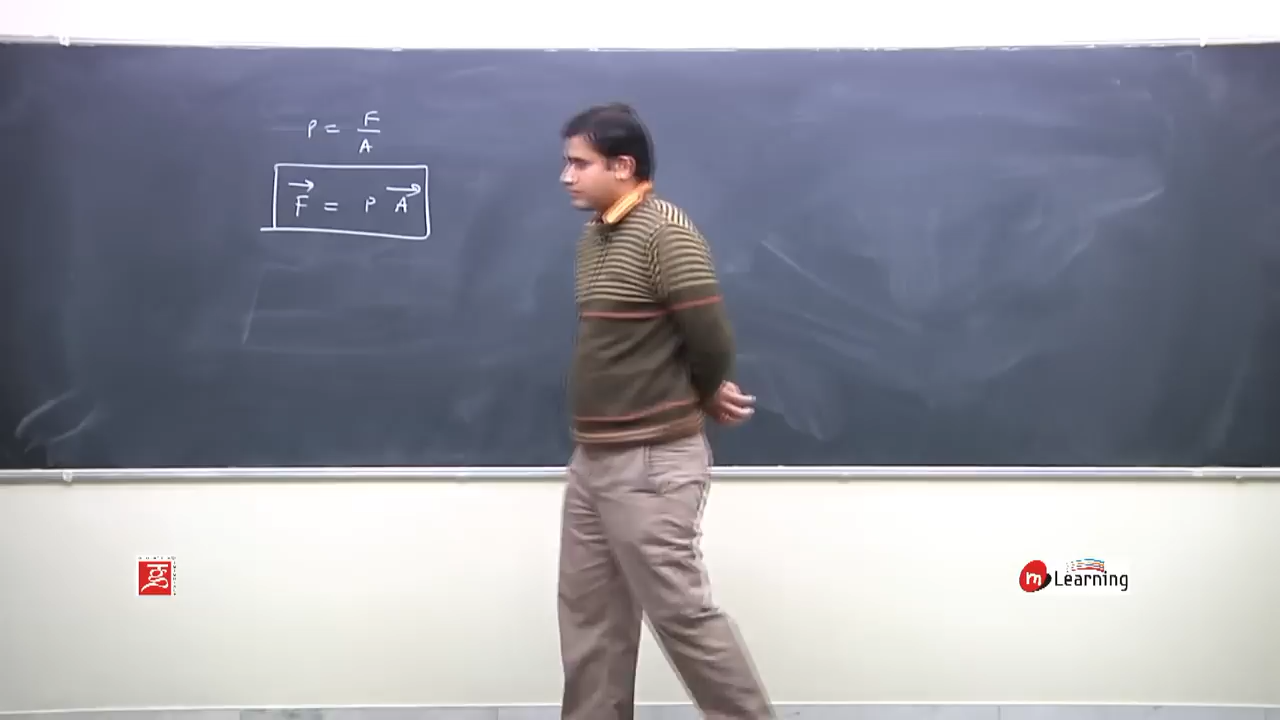 P = F/A
F⃗ = P A⃗
m Learning